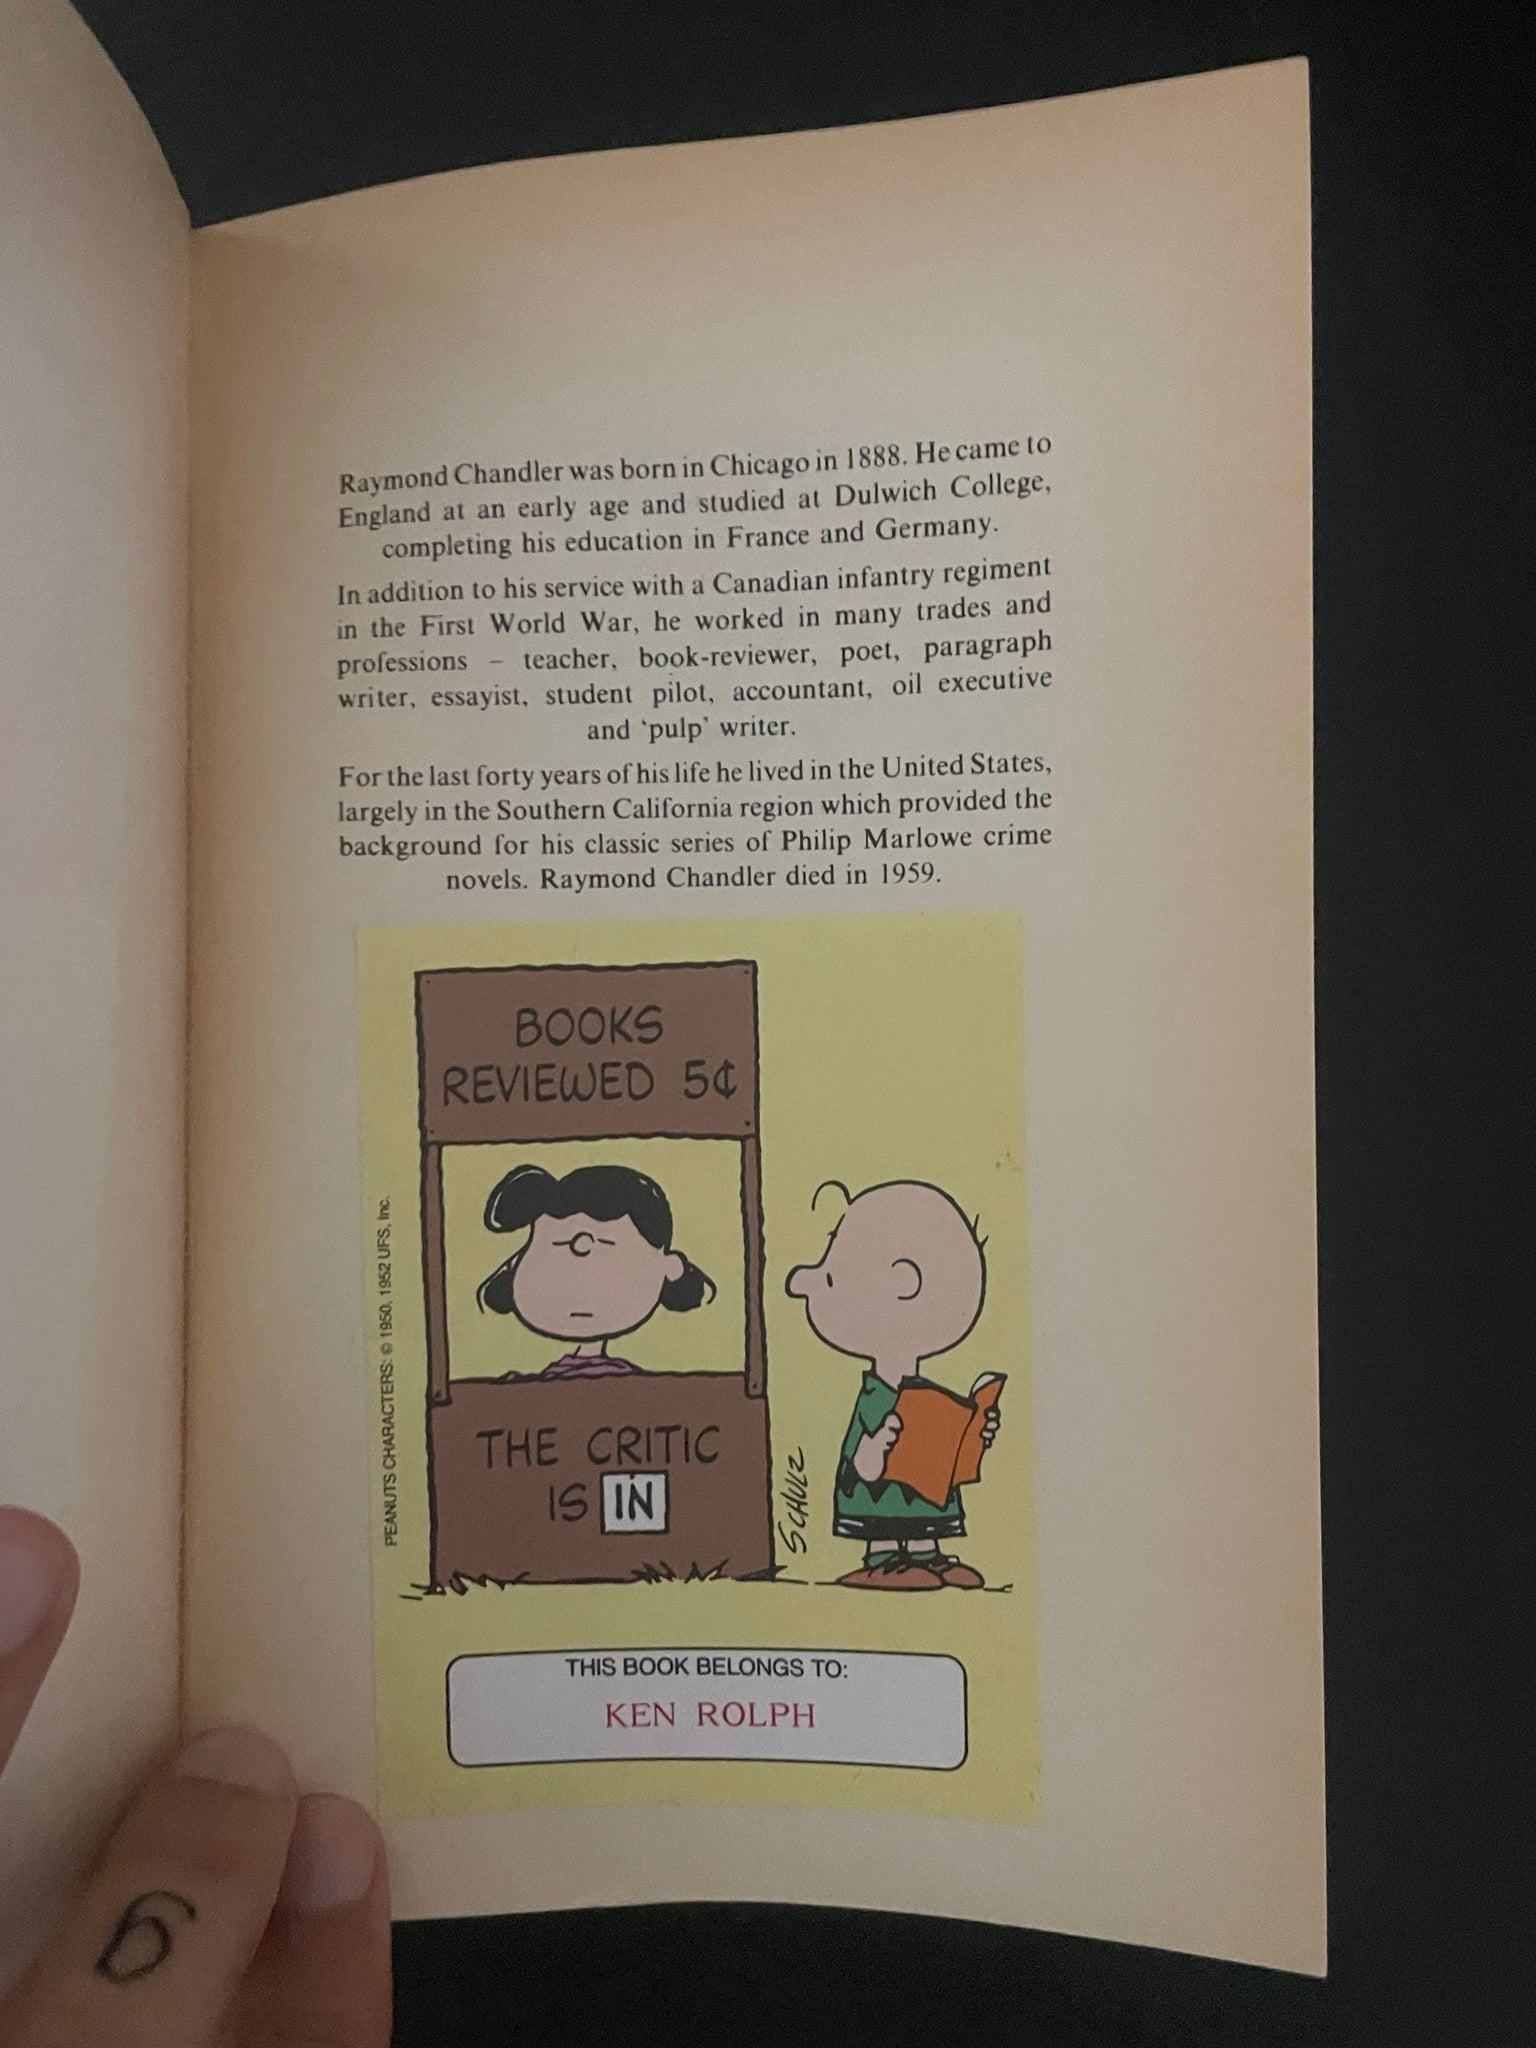 Raymond Chandler was born in Chicago in 1888. He came to
England at an early age and studied at Dulwich College,
completing his education in France and Germany.
In addition to his service with a Canadian infantry regiment
in the First World War, he worked in many trades and
professions – teacher, book-reviewer, poet, paragraph
writer, essayist, student pilot, accountant, oil executive
and ‘pulp’ writer.
For the last forty years of his life he lived in the United States,
largely in the Southern California region which provided the
background for his classic series of Philip Marlowe crime
novels. Raymond Chandler died in 1959.
BOOKS
REVIEWED 5¢
THE CRITIC
IS IN
SCHULZ
PEANUTS CHARACTERS: © 1950, 1952 UFS, Inc.
THIS BOOK BELONGS TO:
KEN ROLPH